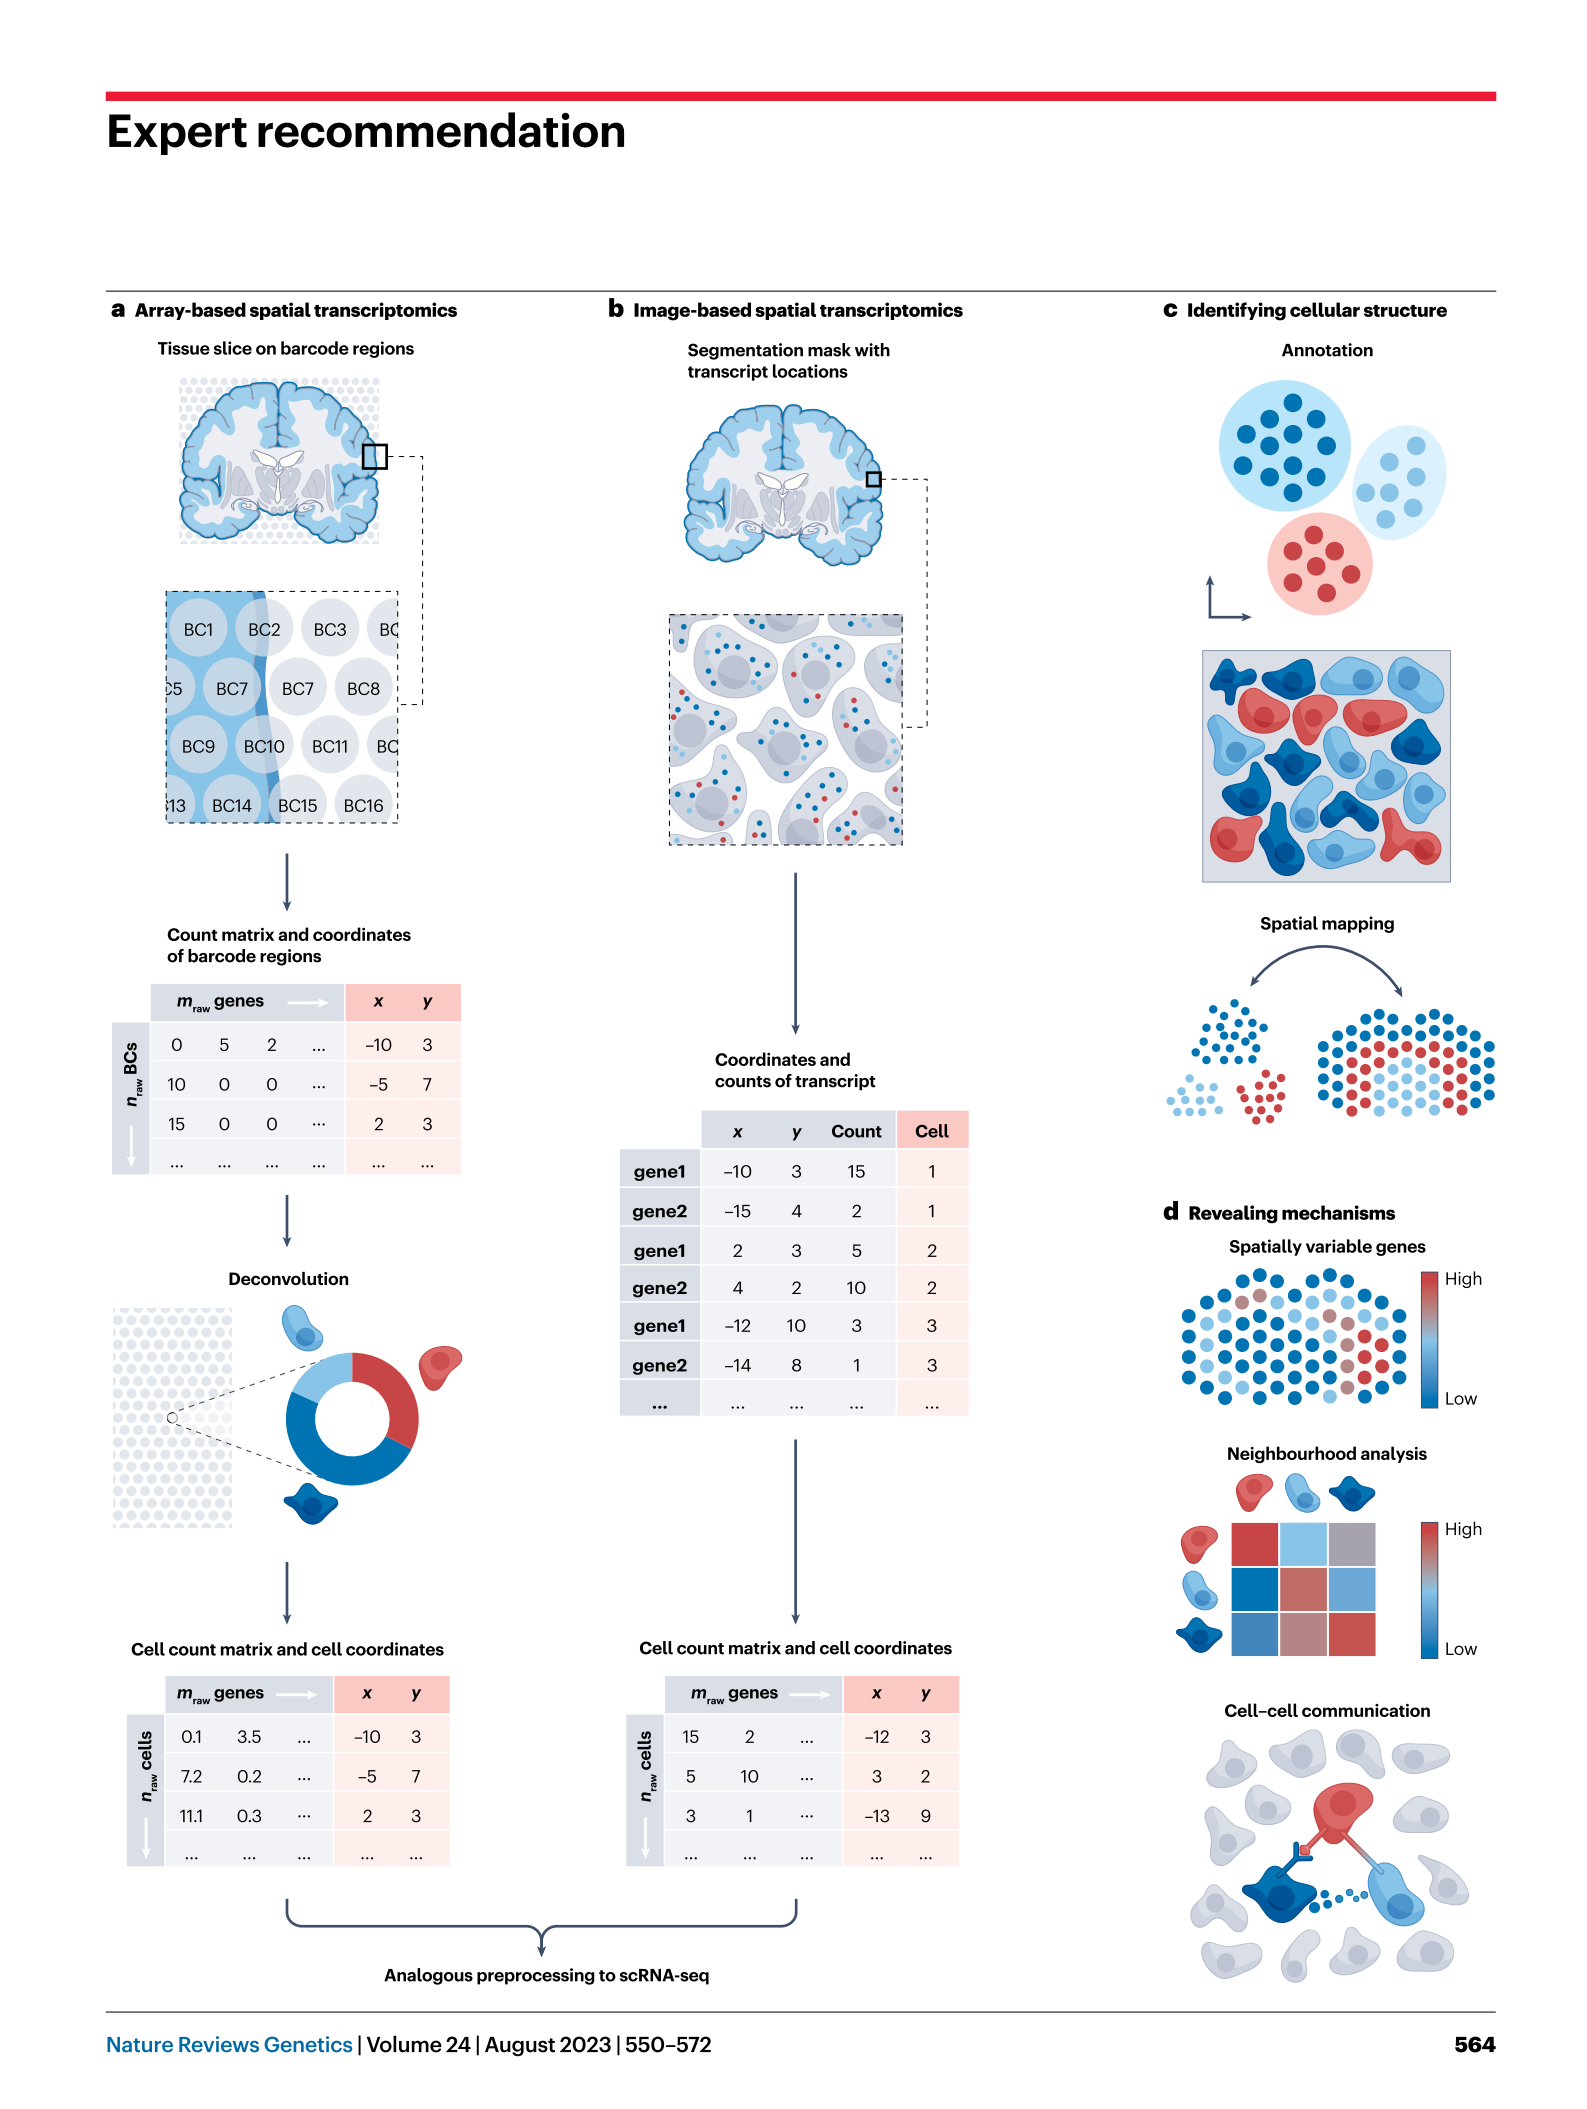 Expert recommendation
a Array-based spatial transcriptomics
Tissue slice on barcode regions
BC1 BC2 BC3 BC
C5 BC7 BC7 BC8
BC9 BC10 BC11 BC
13 BC14 BC15 BC16
Count matrix and coordinates
of barcode regions
mraw genes x y
nraw BCs
0 5 2 ... –10 3
10 0 0 ... –5 7
15 0 0 ... 2 3
... ... ... ... ... ...
Deconvolution
Cell count matrix and cell coordinates
mraw genes x y
nraw cells
0.1 3.5 ... –10 3
7.2 0.2 ... –5 7
11.1 0.3 ... 2 3
... ... ... ... ...
b Image-based spatial transcriptomics
Segmentation mask with
transcript locations
Coordinates and
counts of transcript
x y Count Cell
gene1 –10 3 15 1
gene2 –15 4 2 1
gene1 2 3 5 2
gene2 4 2 10 2
gene1 –12 10 3 3
gene2 –14 8 1 3
... ... ... ... ...
Cell count matrix and cell coordinates
mraw genes x y
nraw cells
15 2 ... –12 3
5 10 ... 3 2
3 1 ... –13 9
... ... ... ... ...
Analogous preprocessing to scRNA-seq
c Identifying cellular structure
Annotation
Spatial mapping
d Revealing mechanisms
Spatially variable genes
High
Low
Neighbourhood analysis
High
Low
Cell–cell communication
Nature Reviews Genetics | Volume 24 | August 2023 | 550–572
564